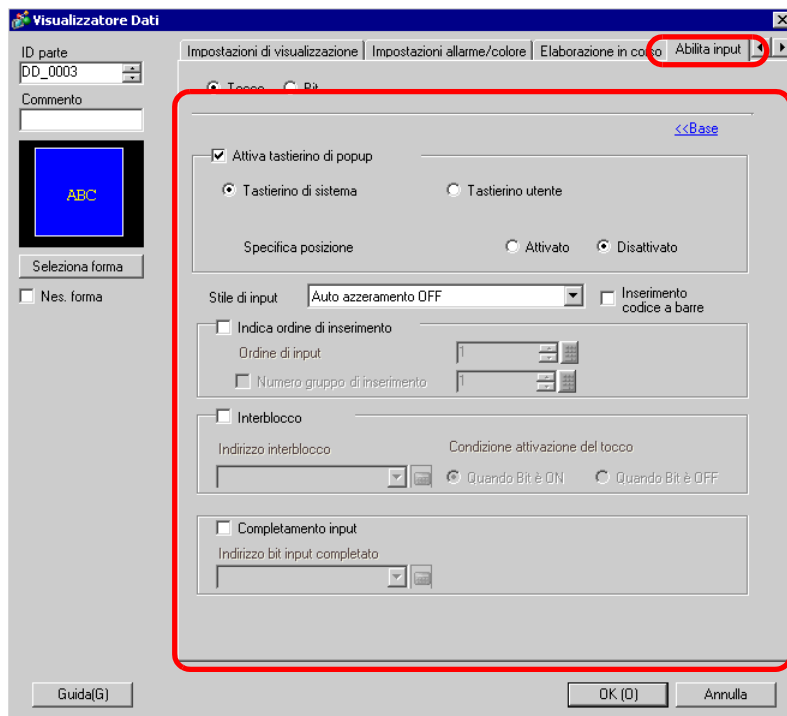 Visualizzatore Dati
ID parte
DD_0003
Commento
ABC
Seleziona forma
Nes. forma
Impostazioni di visualizzazione
Impostazioni allarme/colore
Elaborazione in corso
Abilita input
Tocco
Bit
<<Base
Attiva tastierino di popup
Tastierino di sistema
Tastierino utente
Specifica posizione
Attivato
Disattivato
Stile di input
Auto azzeramento OFF
Inserimento
codice a barre
Indica ordine di inserimento
Ordine di input
1
Numero gruppo di inserimento
1
Interblocco
Indirizzo interblocco
Condizione attivazione del tocco
Quando Bit è ON
Quando Bit è OFF
Completamento input
Indirizzo bit input completato
Guida(G)
OK (O)
Annulla